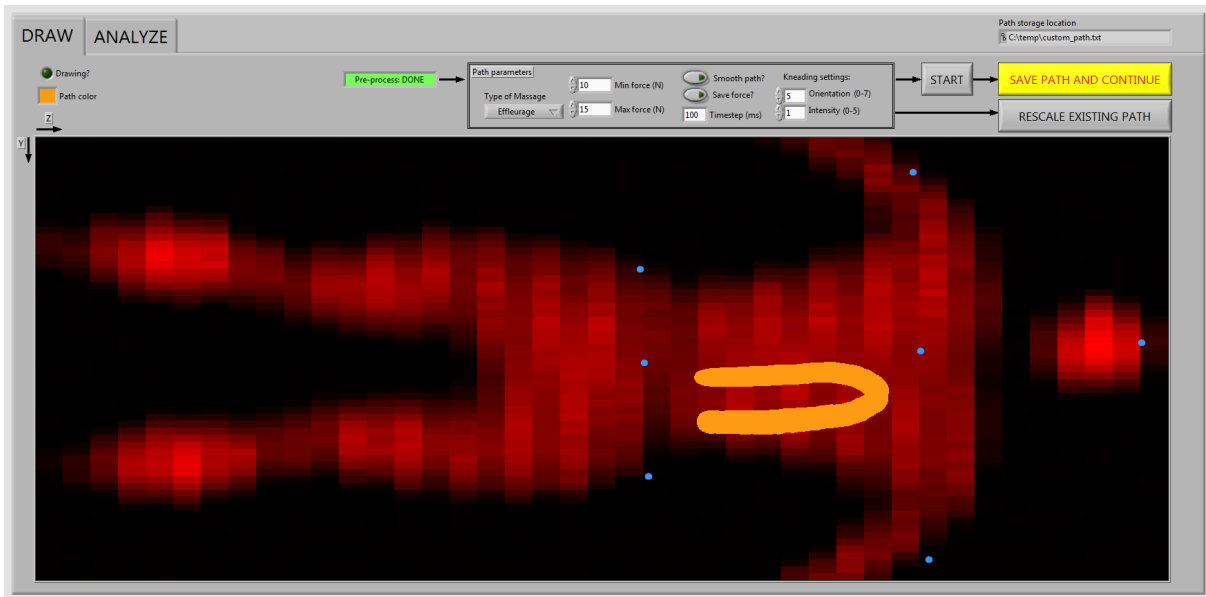 DRAW ANALYZE
Path storage location
C:\temp\custom_path.txt
Drawing?
Path color
Pre-process: DONE
Path parameters
Type of Massage
Effleurage
10 Min force (N)
15 Max force (N)
Smooth path?
Save force?
100 Timestep (ms)
Kneading settings:
5 Orientation (0-7)
1 Intensity (0-5)
START
SAVE PATH AND CONTINUE
RESCALE EXISTING PATH
Z
Y